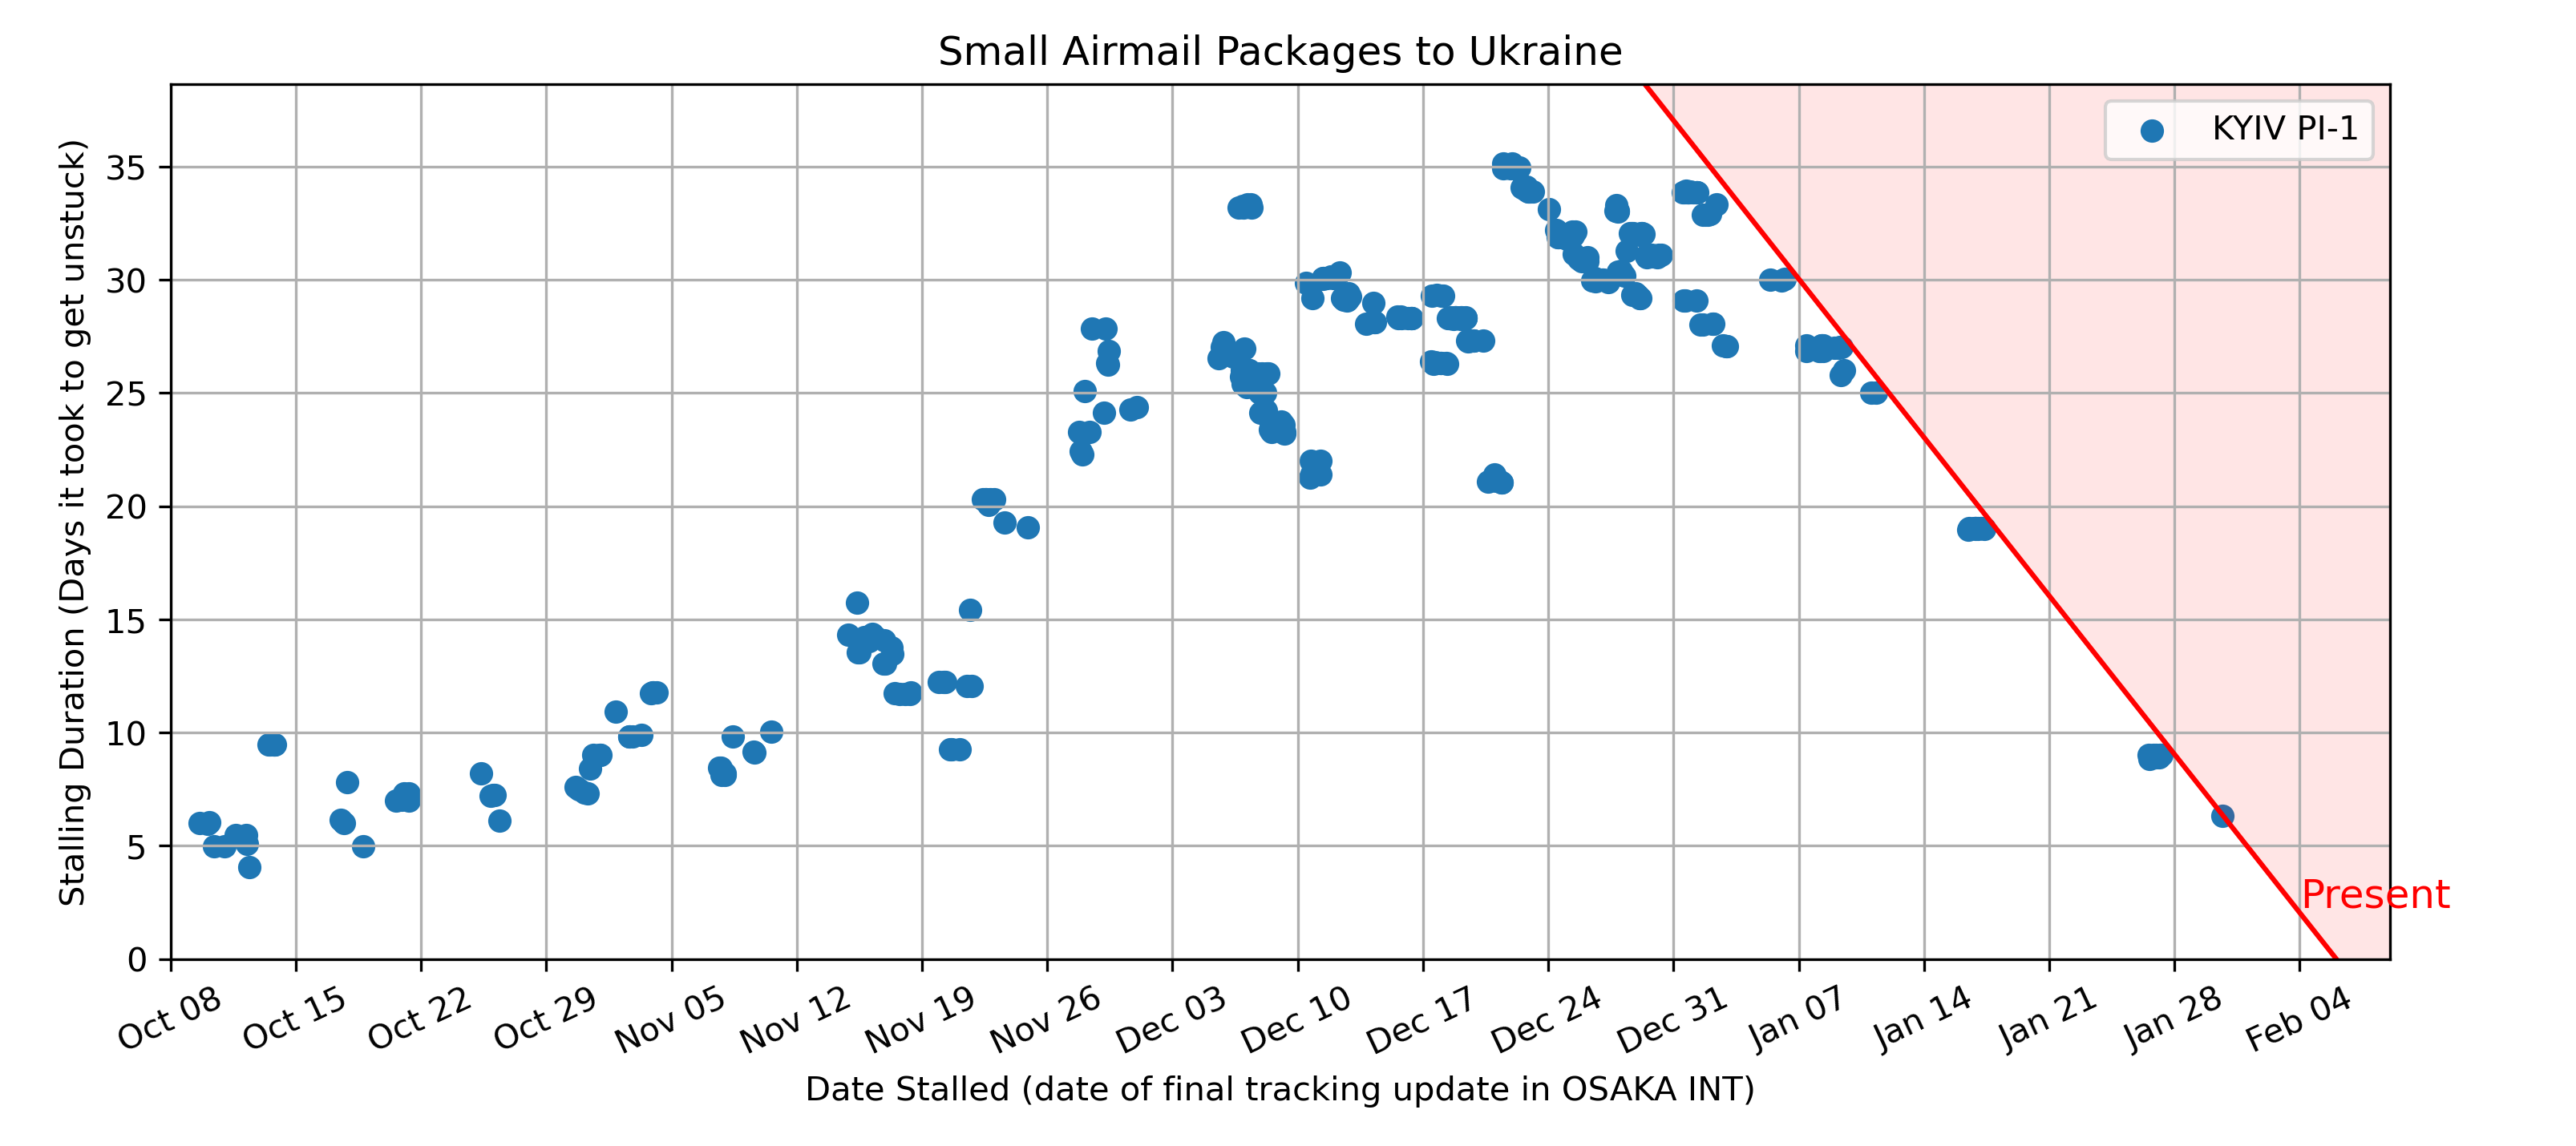 Small Airmail Packages to Ukraine
KYIV PI-1
Stalling Duration (Days it took to get unstuck)
35
30
25
20
15
10
5
0
Present
Oct 08
Oct 15
Oct 22
Oct 29
Nov 05
Nov 12
Nov 19
Nov 26
Dec 03
Dec 10
Dec 17
Dec 24
Dec 31
Jan 07
Jan 14
Jan 21
Jan 28
Feb 04
Date Stalled (date of final tracking update in OSAKA INT)